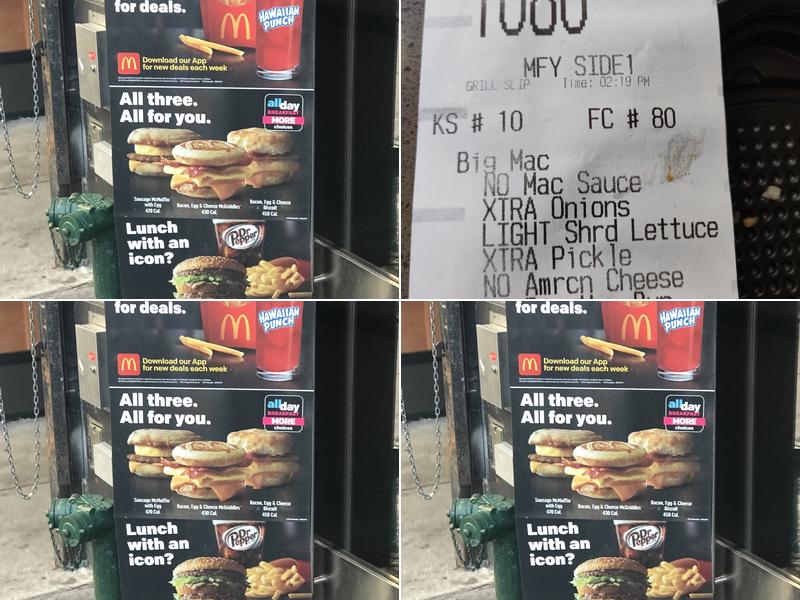 for deals.
HAWAIIAN
PUNCH
Download our App
for new deals each week
All three.
All for you.
allday
BREAKFAST
MORE
choices
Sausage McMuffin
with Egg
470 Cal.
Bacon, Egg & Cheese McGriddles
430 Cal.
Bacon, Egg & Cheese
Biscuit
450 Cal.
Lunch
with an
icon?
Dr Pepper
1080
MFY SIDE1
GRILL SLIP Time: 02:19 PM
KS # 10 FC # 80
Big Mac
NO Mac Sauce
XTRA Onions
LIGHT Shrd Lettuce
XTRA Pickle
NO Amrcn Cheese
for deals.
HAWAIIAN
PUNCH
Download our App
for new deals each week
All three.
All for you.
allday
BREAKFAST
MORE
choices
Sausage McMuffin
with Egg
470 Cal.
Bacon, Egg & Cheese McGriddles
430 Cal.
Bacon, Egg & Cheese
Biscuit
450 Cal.
Lunch
with an
icon?
Dr Pepper
for deals.
HAWAIIAN
PUNCH
Download our App
for new deals each week
All three.
All for you.
allday
BREAKFAST
MORE
choices
Sausage McMuffin
with Egg
470 Cal.
Bacon, Egg & Cheese McGriddles
430 Cal.
Bacon, Egg & Cheese
Biscuit
450 Cal.
Lunch
with an
icon?
Dr Pepper